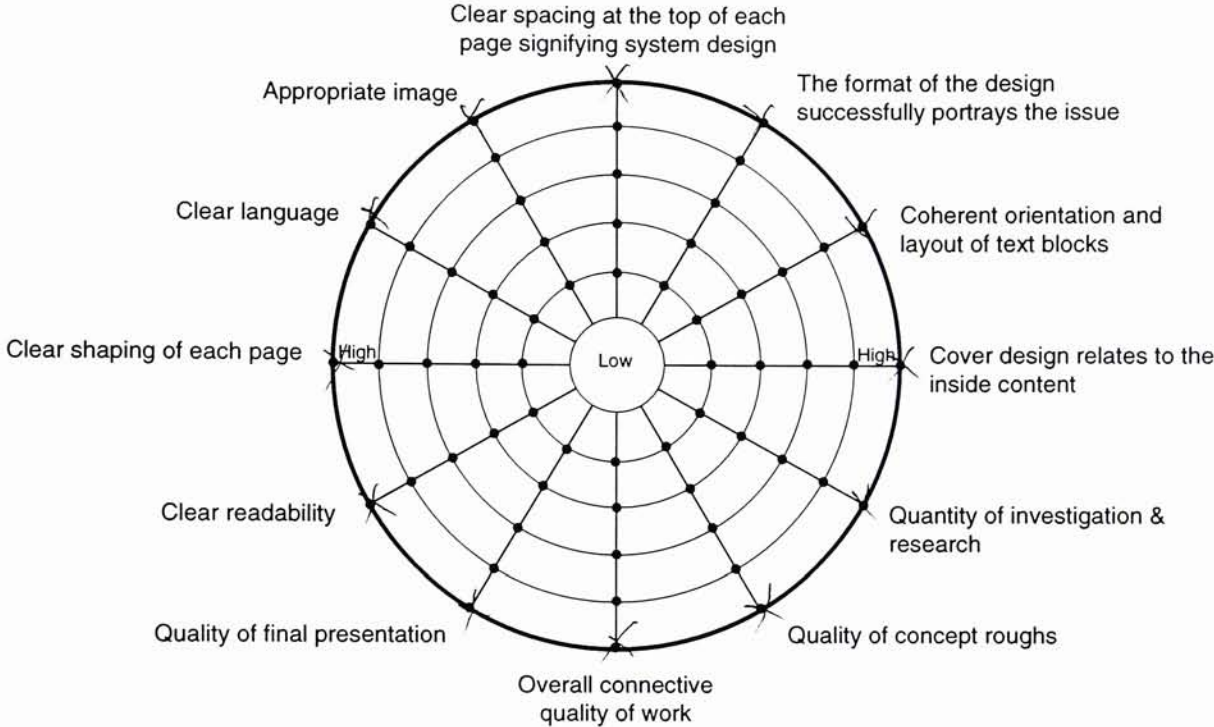 Clear spacing at the top of each
page signifying system design
Appropriate image
The format of the design
successfully portrays the issue
Clear language
Coherent orientation and
layout of text blocks
Clear shaping of each page
High
Low
High
Cover design relates to the
inside content
Clear readability
Quantity of investigation &
research
Quality of final presentation
Quality of concept roughs
Overall connective
quality of work